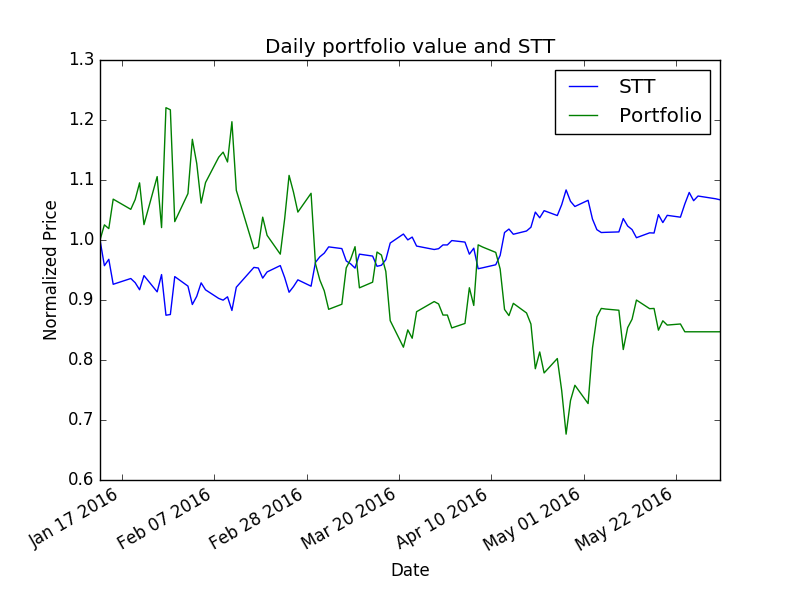 Daily portfolio value and STT
1.3
1.2
1.1
1.0
0.9
0.8
0.7
0.6
Normalized Price
STT
Portfolio
Jan 17 2016
Feb 07 2016
Feb 28 2016
Mar 20 2016
Apr 10 2016
May 01 2016
May 22 2016
Date